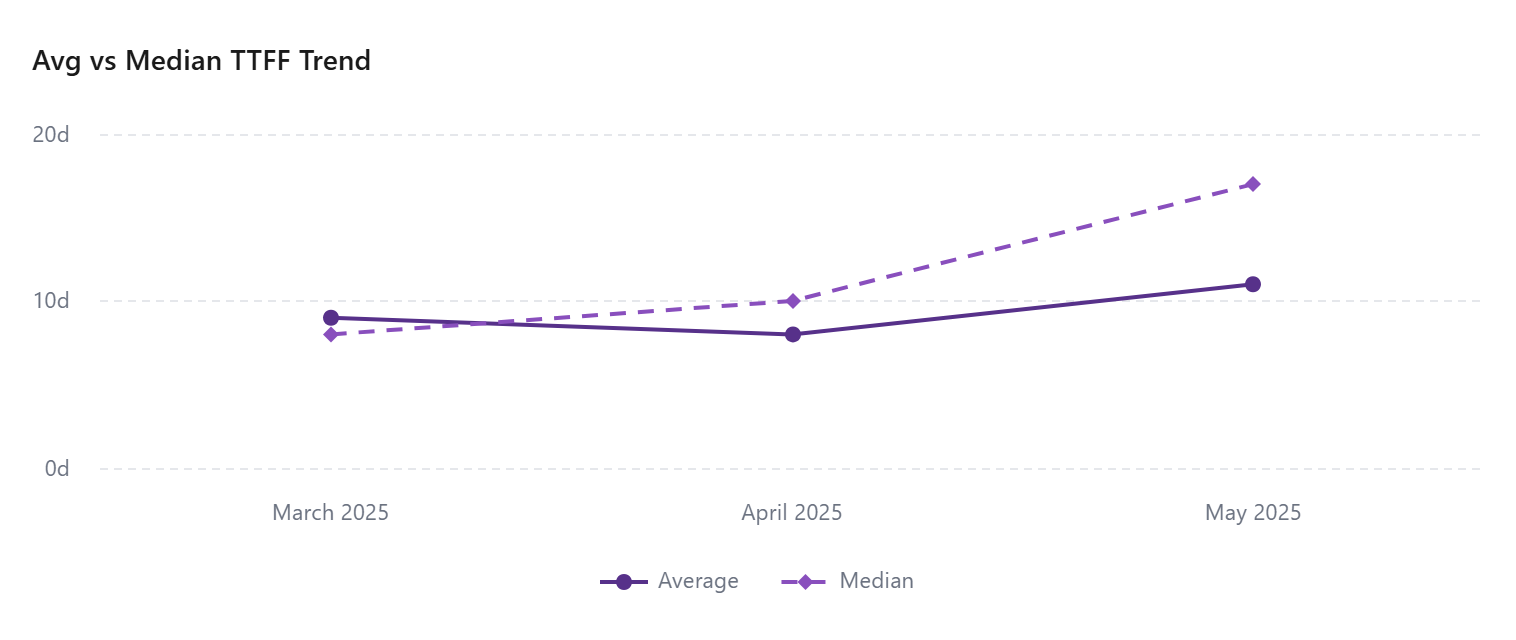 Avg vs Median TTFF Trend
20d
10d
0d
March 2025 April 2025 May 2025
Average Median